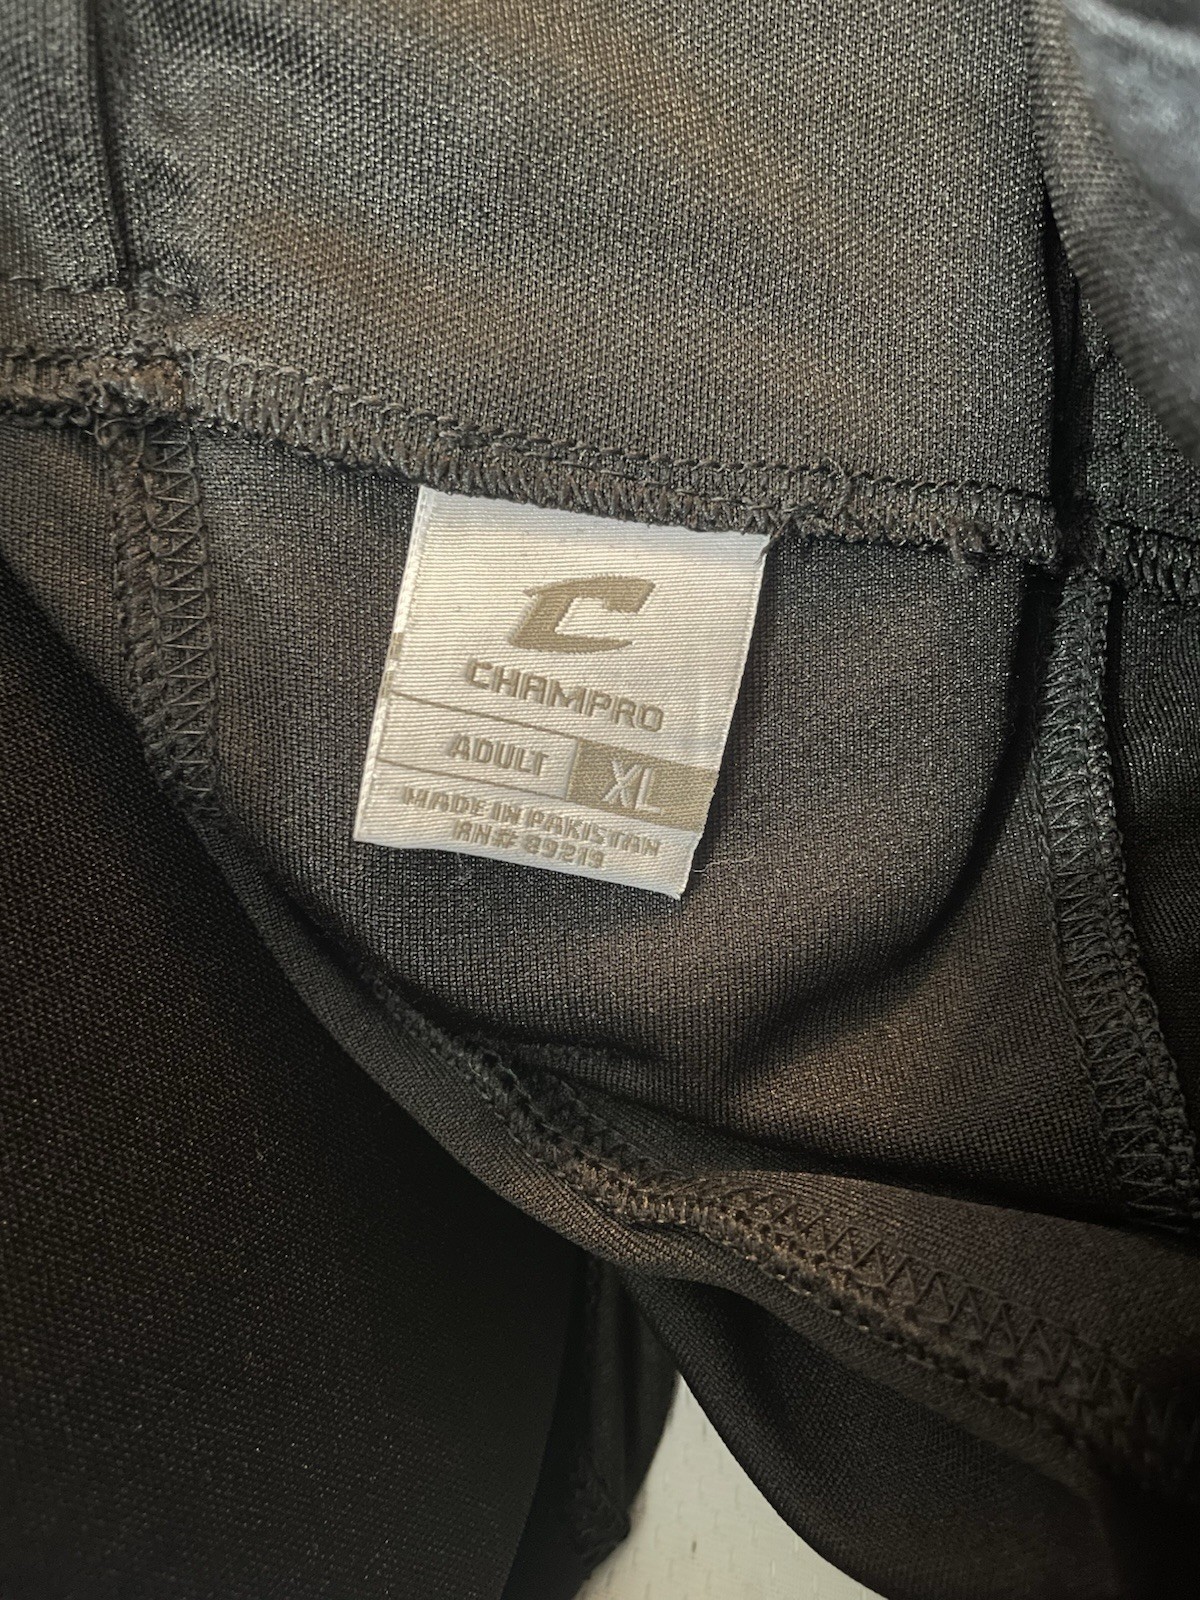 CHAMPRO
ADULT XL
MADE IN PAKISTAN
RN# 89219